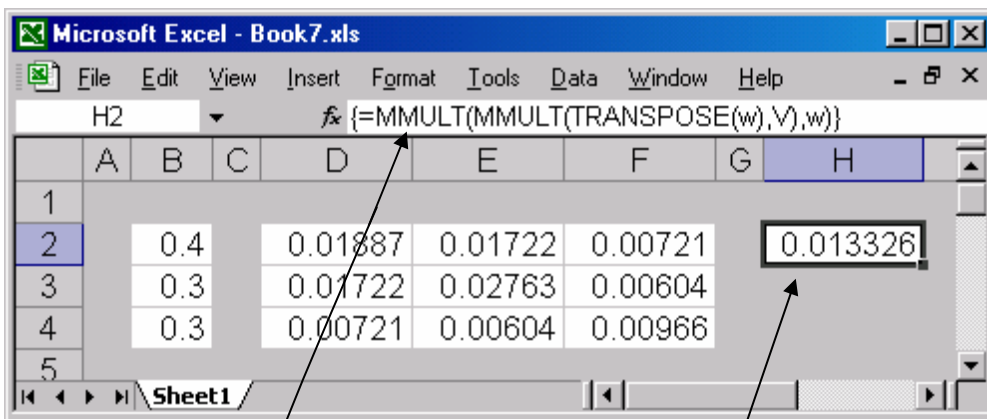 Microsoft Excel - Book7.xls
File Edit View Insert Format Tools Data Window Help
H2 fx {=MMULT(MMULT(TRANSPOSE(w),V),w)}
A B C D E F G H
1
2 0.4 0.01887 0.01722 0.00721 0.013326
3 0.3 0.01722 0.02763 0.00604
4 0.3 0.00721 0.00604 0.00966
5
Sheet1